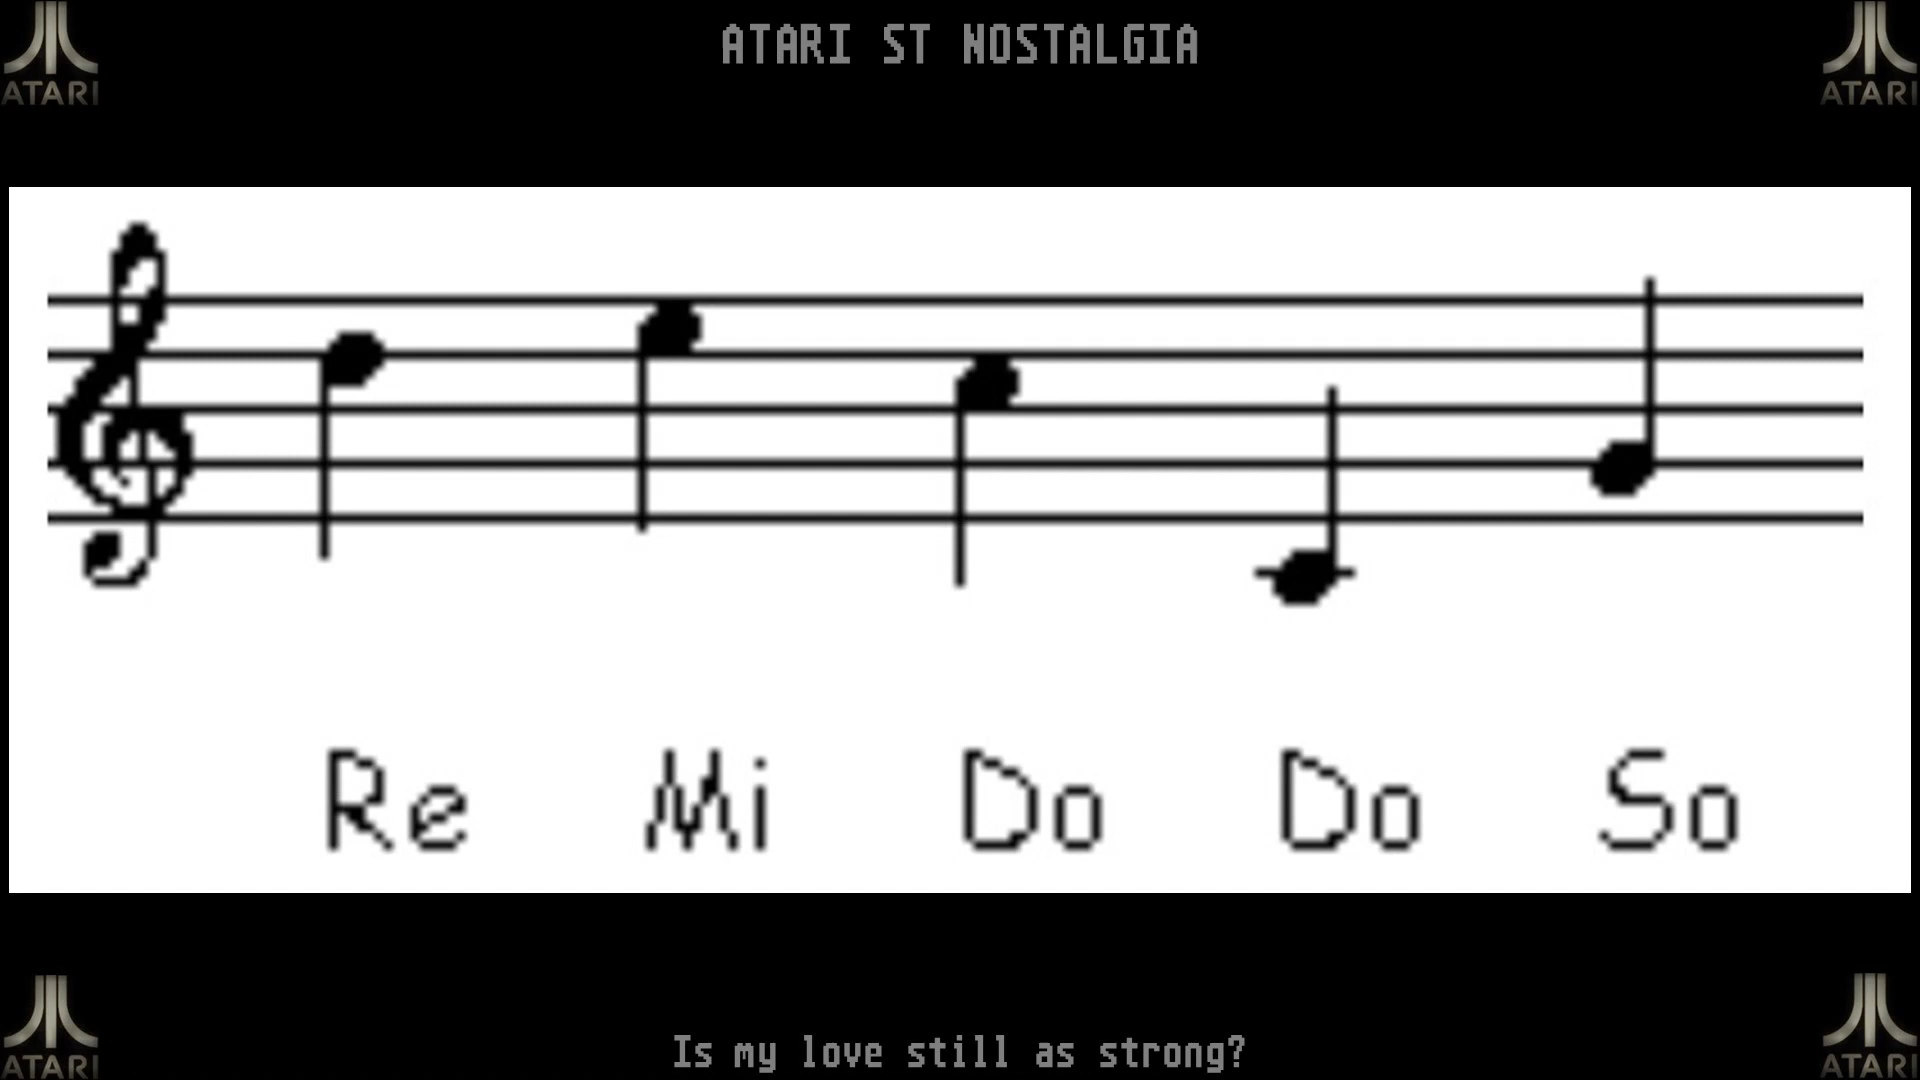 ATARI
ATARI ST NOSTALGIA
ATARI
Re Mi Do Do So
ATARI
Is my love still as strong?
ATARI